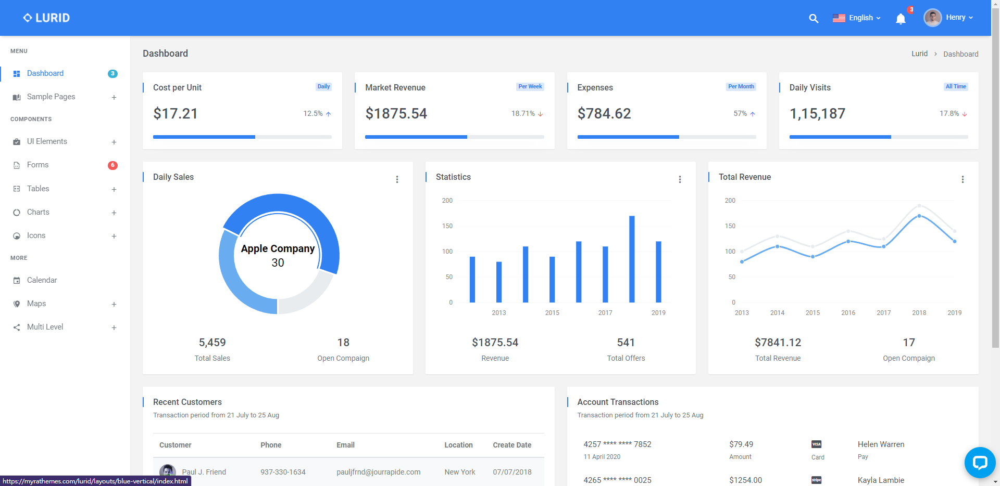 LURID
English
3
Henry
MENU
Dashboard 3
Sample Pages
COMPONENTS
UI Elements
Forms 6
Tables
Charts
Icons
MORE
Calendar
Maps
Multi Level
Dashboard
Lurid > Dashboard
Cost per Unit Daily
$17.21 12.5%
Market Revenue Per Week
$1875.54 18.71%
Expenses Per Month
$784.62 57%
Daily Visits All Time
1,15,187 17.8%
Daily Sales
Apple Company
30
5,459 18
Total Sales Open Compaign
Statistics
200
150
100
50
0
2013 2015 2017 2019
$1875.54 541
Revenue Total Offers
Total Revenue
200
150
100
50
0
2013 2014 2015 2016 2017 2018 2019
$7841.12 17
Total Revenue Open Compaign
Recent Customers
Transaction period from 21 July to 25 Aug
Customer Phone Email Location Create Date
Paul J. Friend 937-330-1634 pauljfrnd@jourrapide.com New York 07/07/2018
Account Transactions
Transaction period from 21 July to 25 Aug
4257 **** **** 7852 $79.49 VISA Helen Warren
11 April 2020 Amount Card Pay
4265 **** **** 0025 $1254.00 stripe Kayla Lambie
https://myrathemes.com/lurid/layouts/blue-vertical/index.html